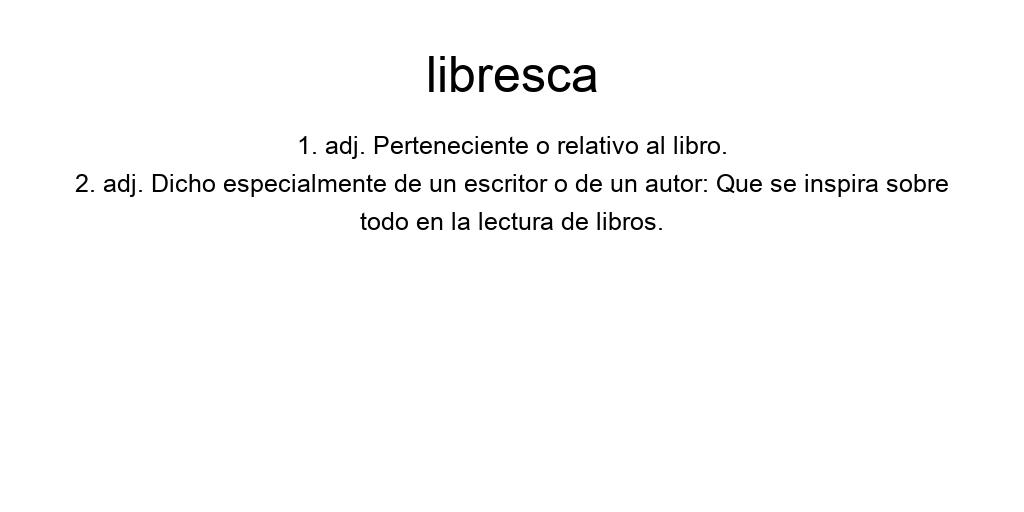 libresca
1. adj. Perteneciente o relativo al libro.
2. adj. Dicho especialmente de un escritor o de un autor: Que se inspira sobre
todo en la lectura de libros.